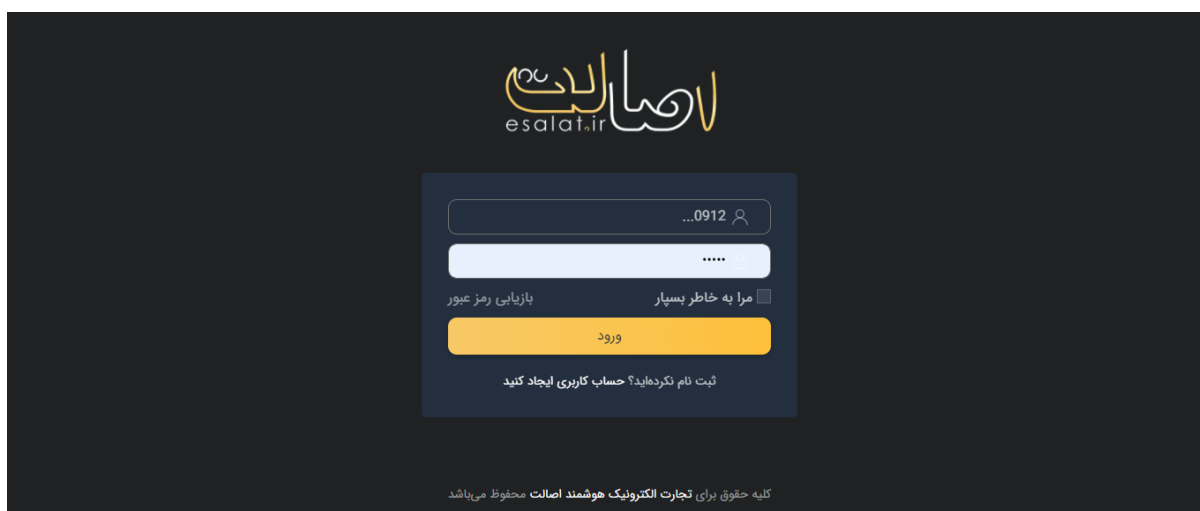 اصالت
esalat.ir
0912...
•••••
مرا به خاطر بسپار
بازیابی رمز عبور
ورود
ثبت نام نکرده‌اید؟ حساب کاربری ایجاد کنید
کلیه حقوق برای تجارت الکترونیک هوشمند اصالت محفوظ می‌باشد